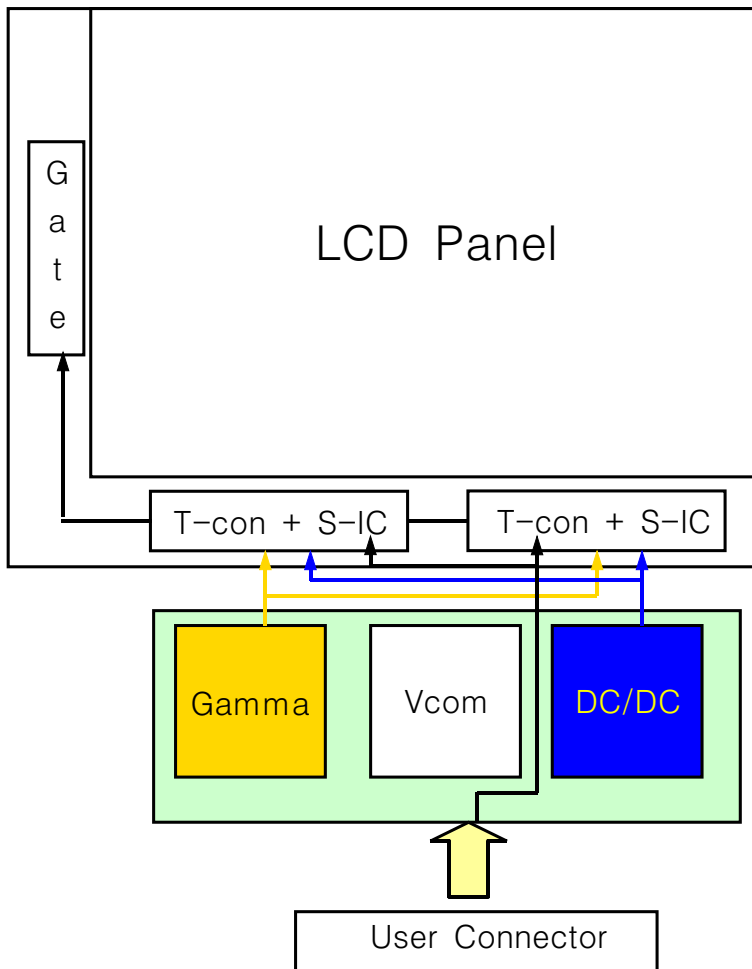 LCD Panel
G
a
t
e
T-con + S-IC
T-con + S-IC
Gamma
Vcom
DC/DC
User Connector